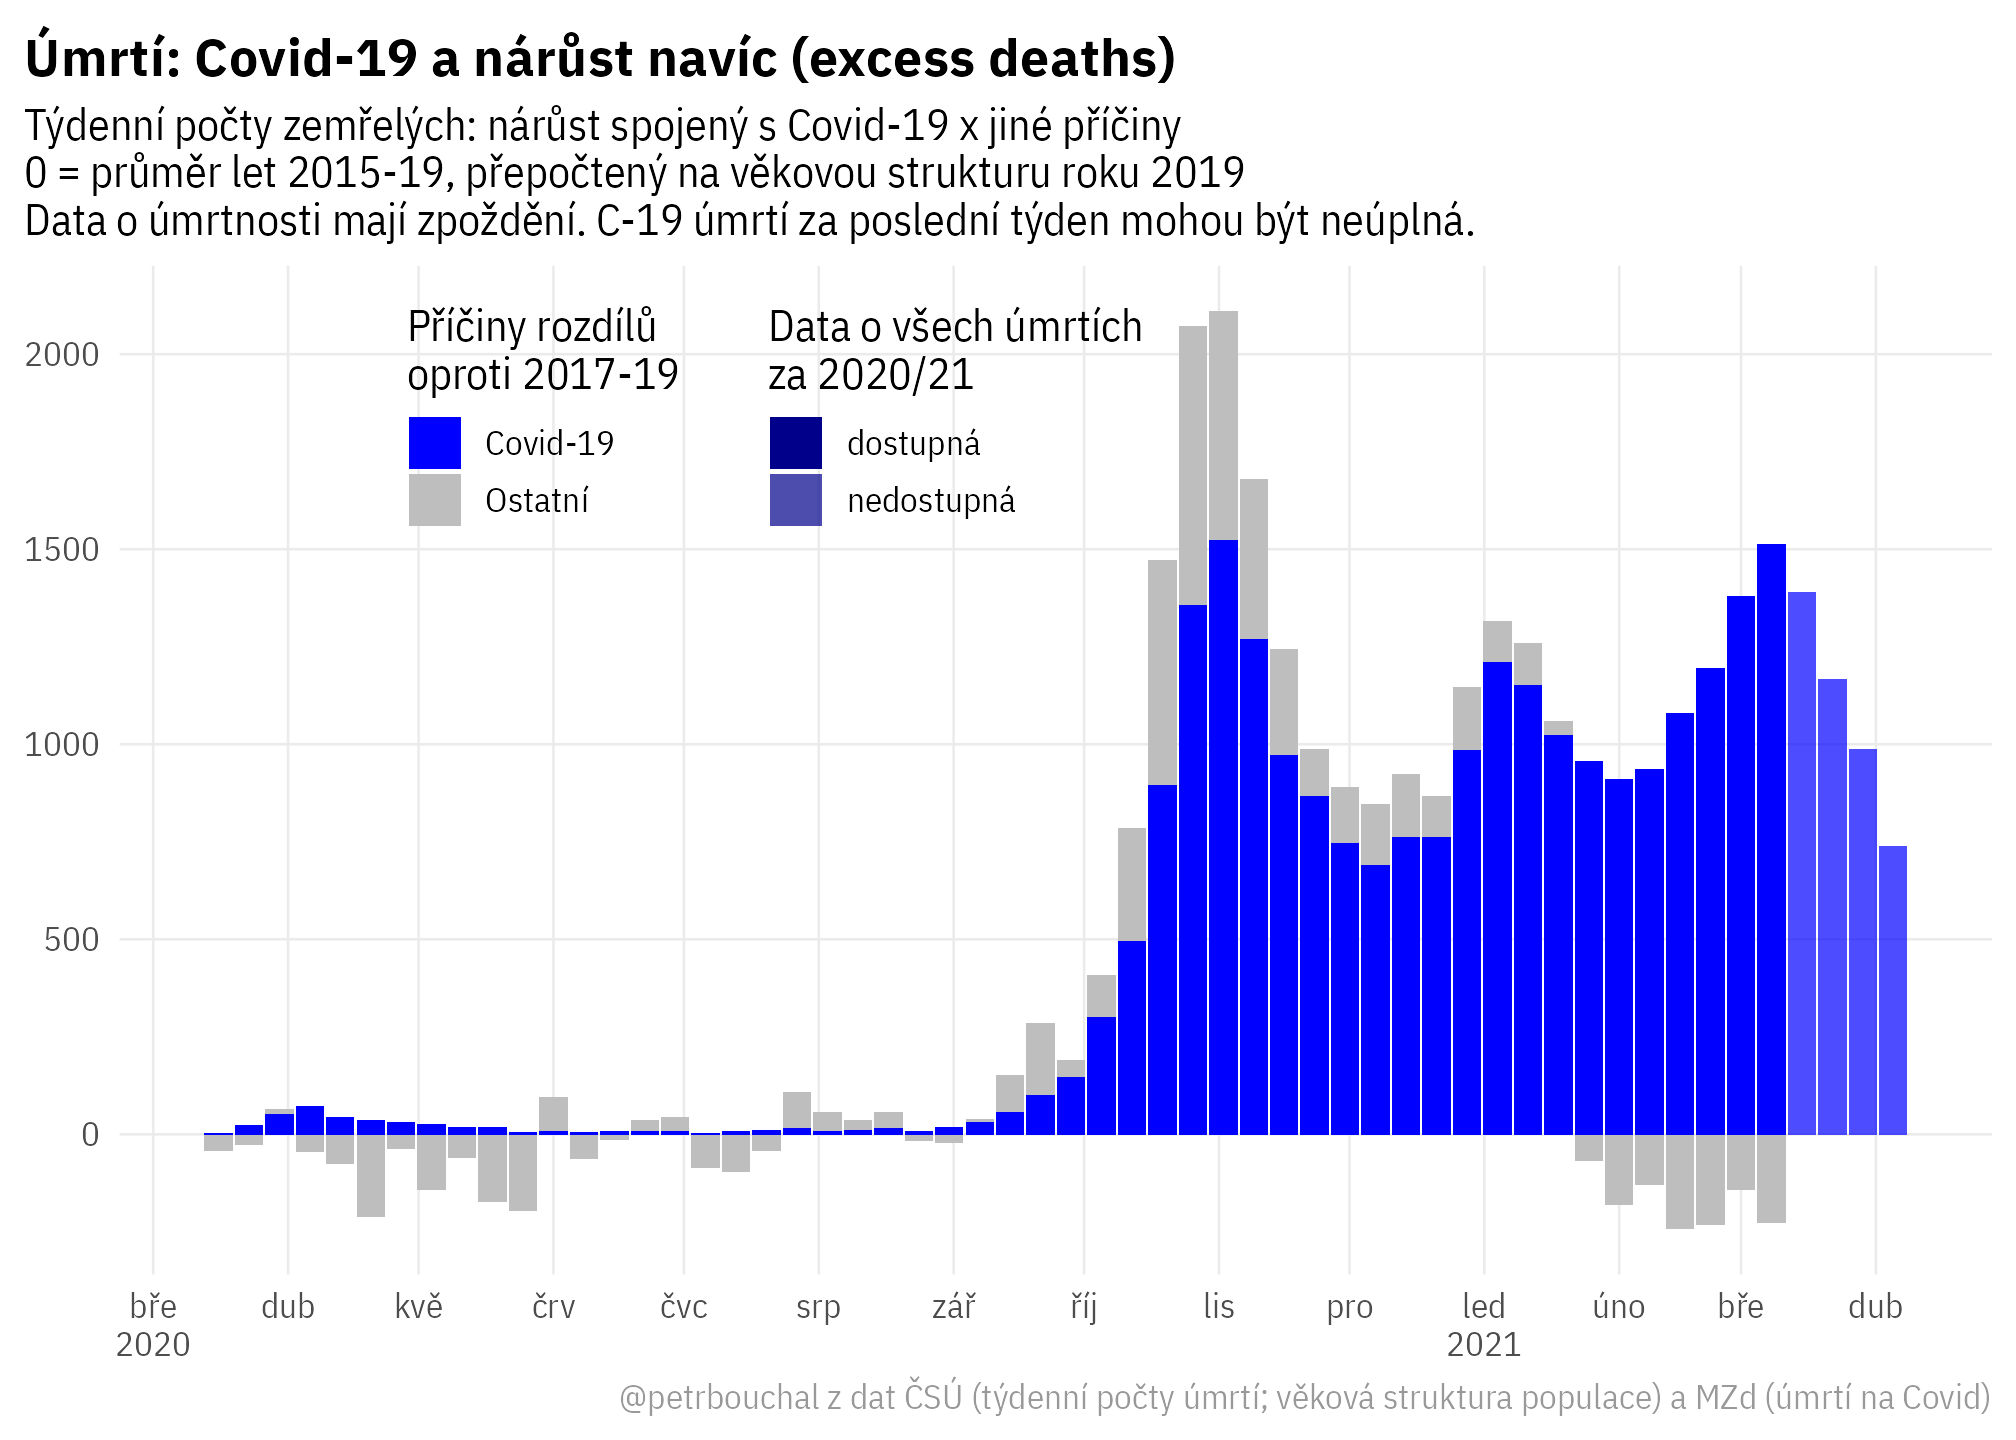 Úmrtí: Covid-19 a nárůst navíc (excess deaths)
Týdenní počty zemřelých: nárůst spojený s Covid-19 x jiné příčiny
0 = průměr let 2015-19, přepočtený na věkovou strukturu roku 2019
Data o úmrtnosti mají zpoždění. C-19 úmrtí za poslední týden mohou být neúplná.
Příčiny rozdílů
oproti 2017-19
Covid-19
Ostatní
Data o všech úmrtích
za 2020/21
dostupná
nedostupná
2000
1500
1000
500
0
bře dub kvě črv čvc srp zář říj lis pro led úno bře dub
2020 2021
@petrbouchal z dat ČSÚ (týdenní počty úmrtí; věková struktura populace) a MZd (úmrtí na Covid)